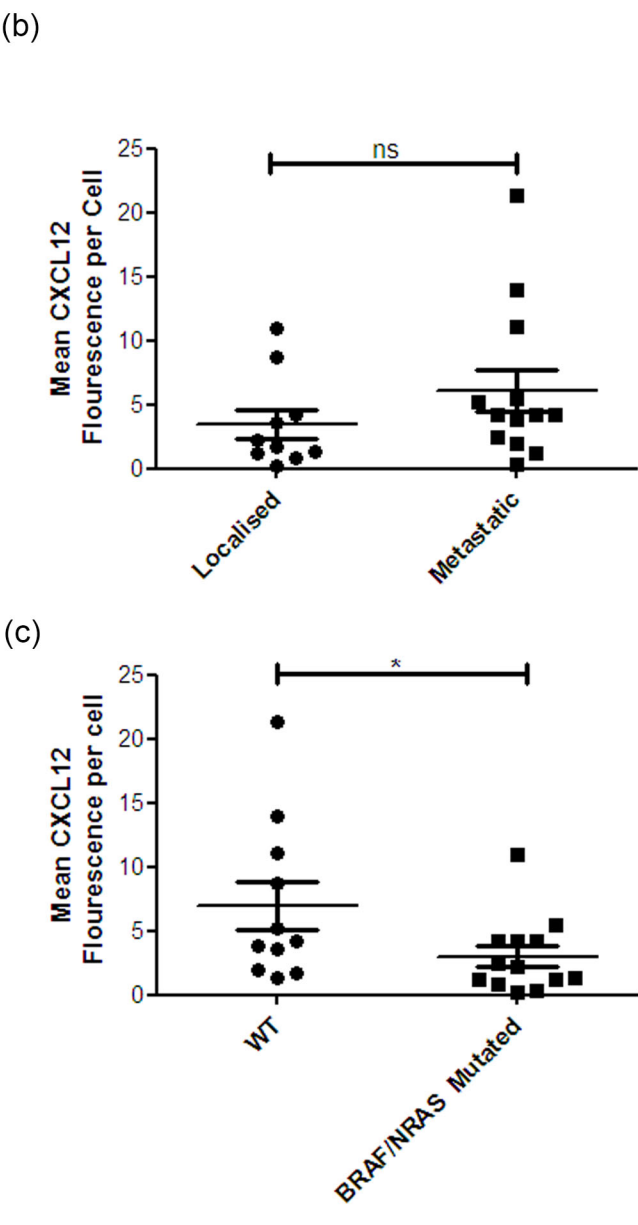 (b)
Mean CXCL12
Flourescence per Cell
25
20
15
10
5
0
ns
Localised
Metastatic
(c)
Mean CXCL12
Flourescence per cell
25
20
15
10
5
0
*
WT
BRAF/NRAS Mutated